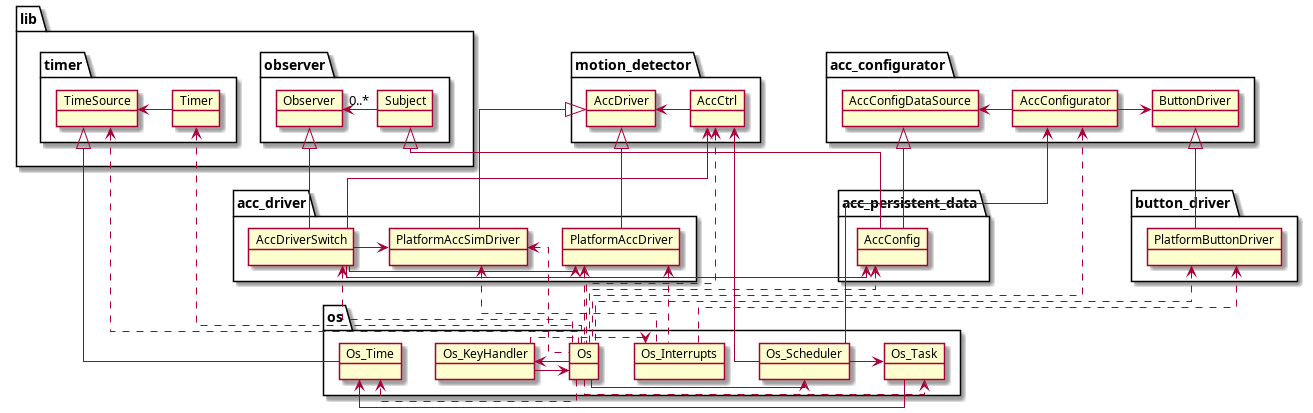 lib
timer
observer
motion_detector
acc_configurator
TimeSource
Timer
Observer
0..*
Subject
AccDriver
AccCtrl
AccConfigDataSource
AccConfigurator
ButtonDriver
acc_driver
acc_persistent_data
button_driver
AccDriverSwitch
PlatformAccSimDriver
PlatformAccDriver
AccConfig
PlatformButtonDriver
os
Os_Time
Os_KeyHandler
Os
Os_Interrupts
Os_Scheduler
Os_Task